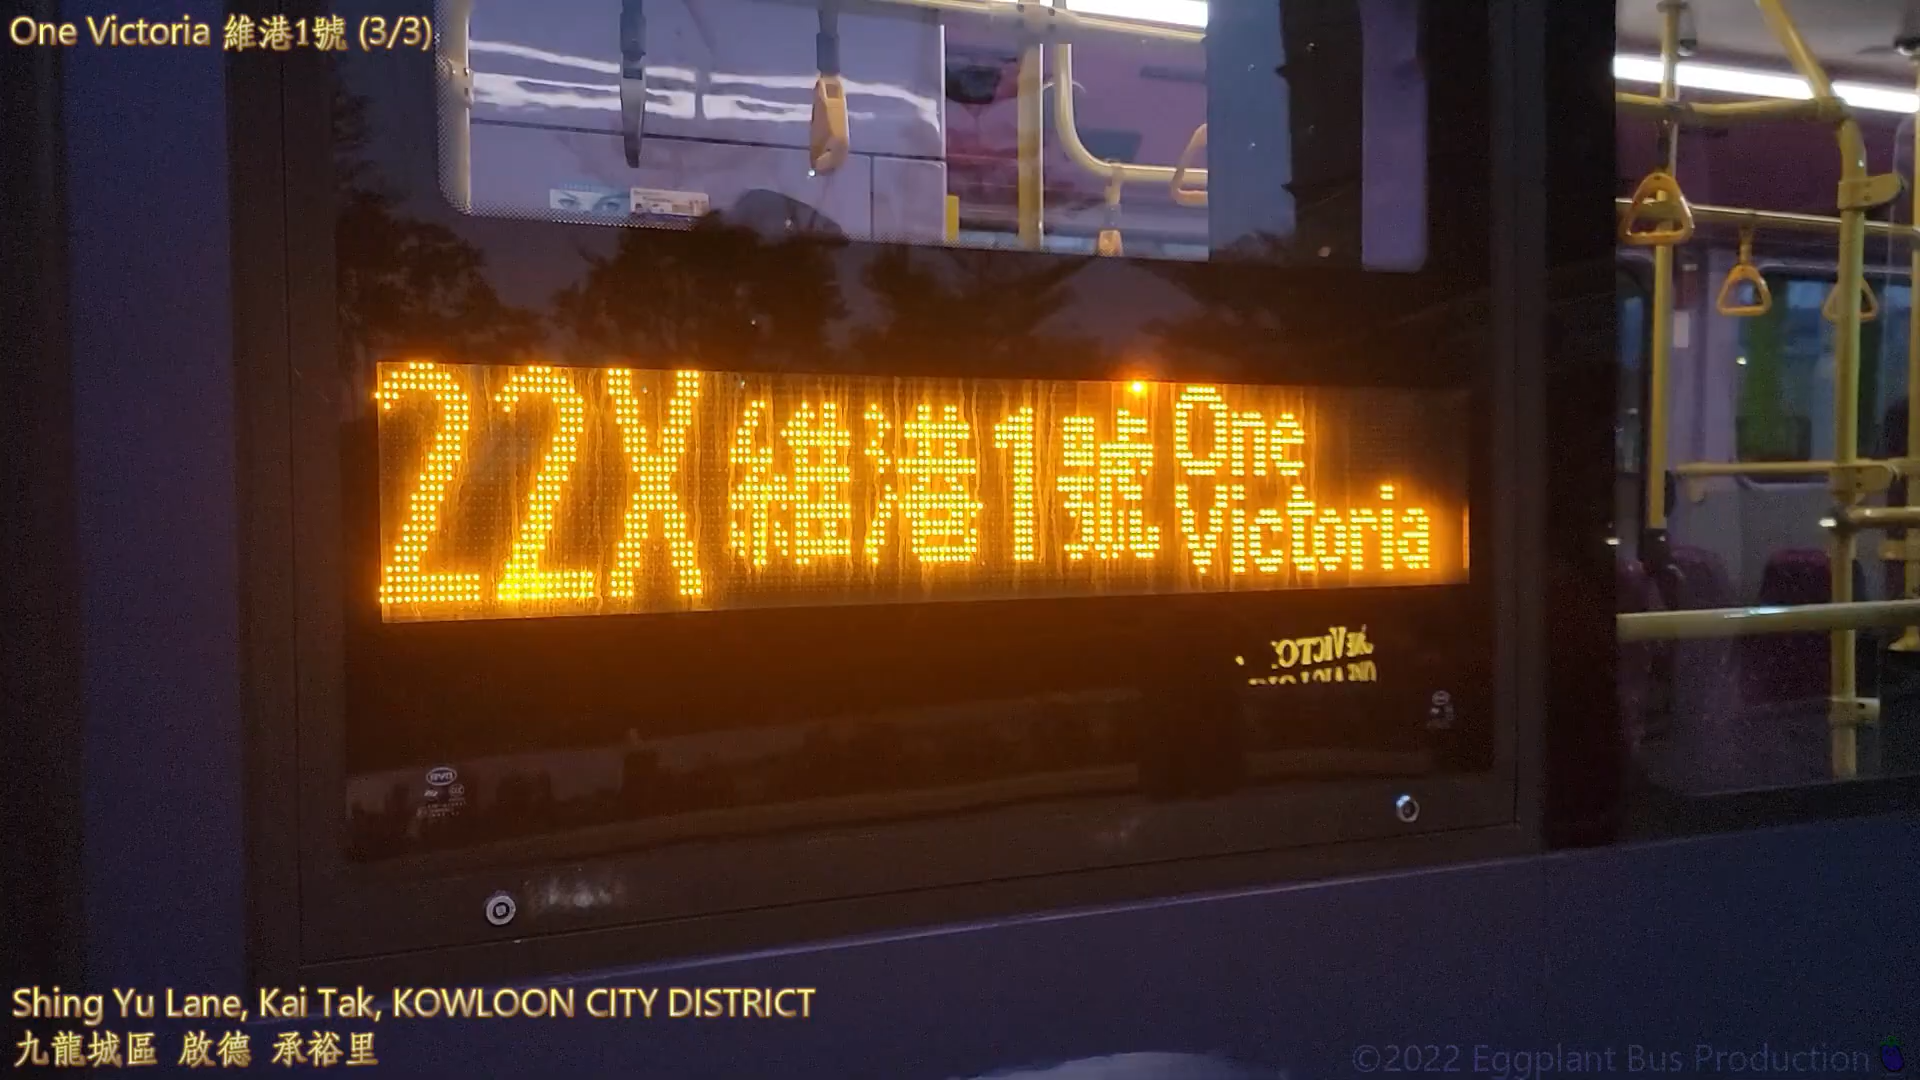 One Victoria 維港1號 (3/3)
22X 維港1號 One
Victoria
BYD
Shing Yu Lane, Kai Tak, KOWLOON CITY DISTRICT
九龍城區 啟德 承裕里
©2022 Eggplant Bus Production